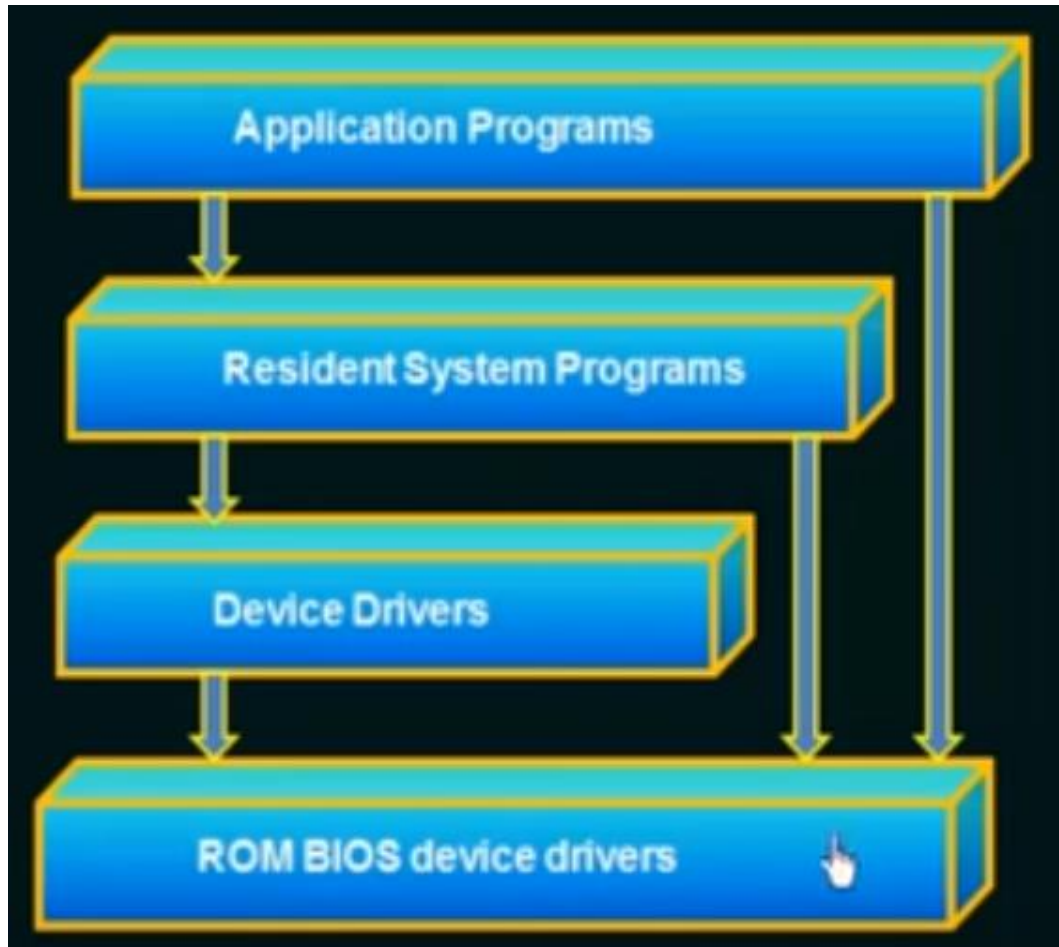 Application Programs
Resident System Programs
Device Drivers
ROM BIOS device drivers